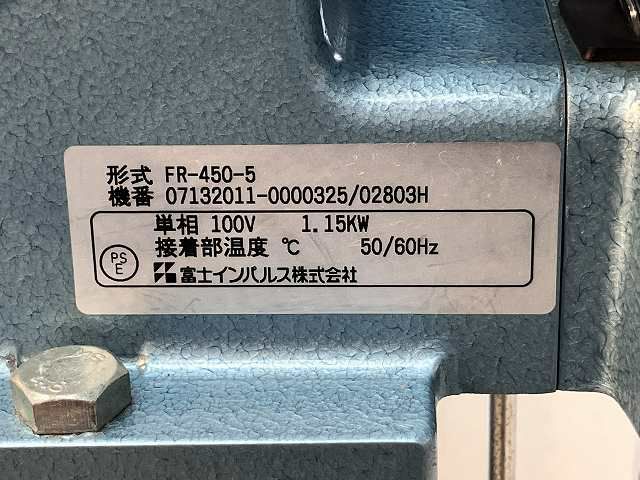 形式 FR-450-5
機番 07132011-0000325/02803H
単相 100V 1.15KW
接着部温度 ℃ 50/60Hz
PS
E
富士インパルス株式会社